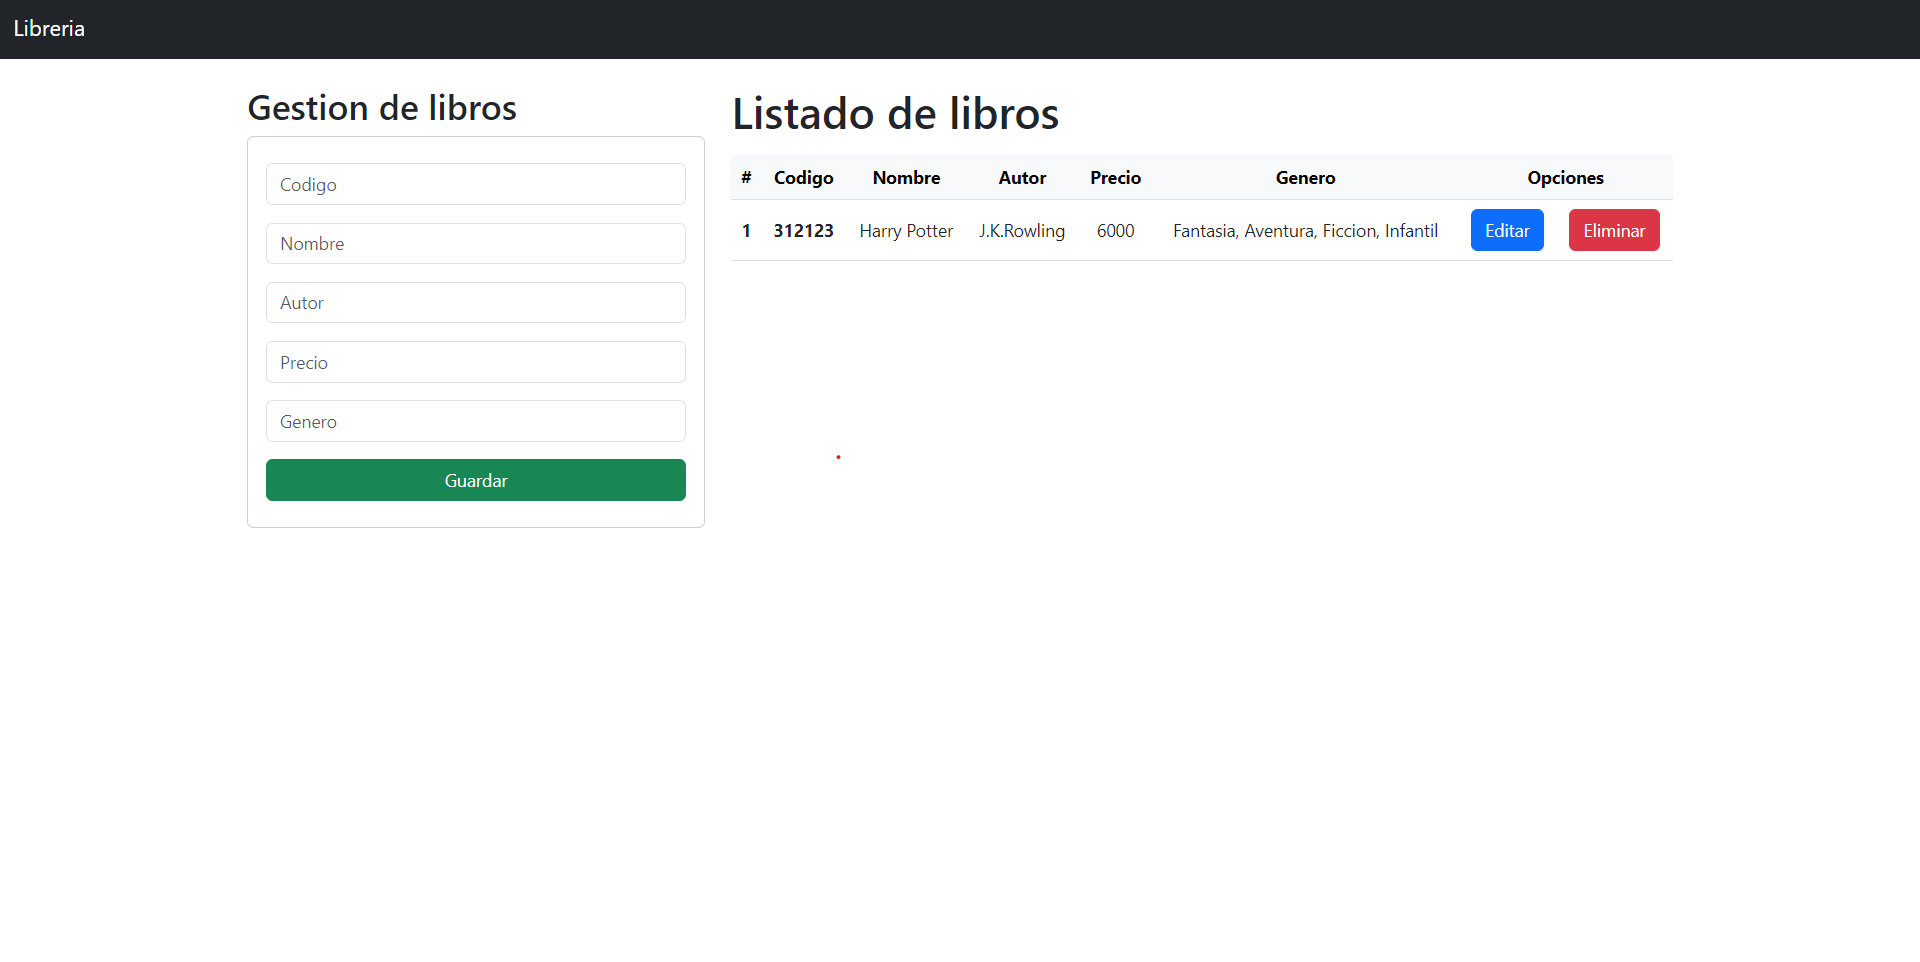 Libreria
Gestion de libros
Codigo
Nombre
Autor
Precio
Genero
Guardar
Listado de libros
# Codigo Nombre Autor Precio Genero Opciones
1 312123 Harry Potter J.K.Rowling 6000 Fantasia, Aventura, Ficcion, Infantil Editar Eliminar